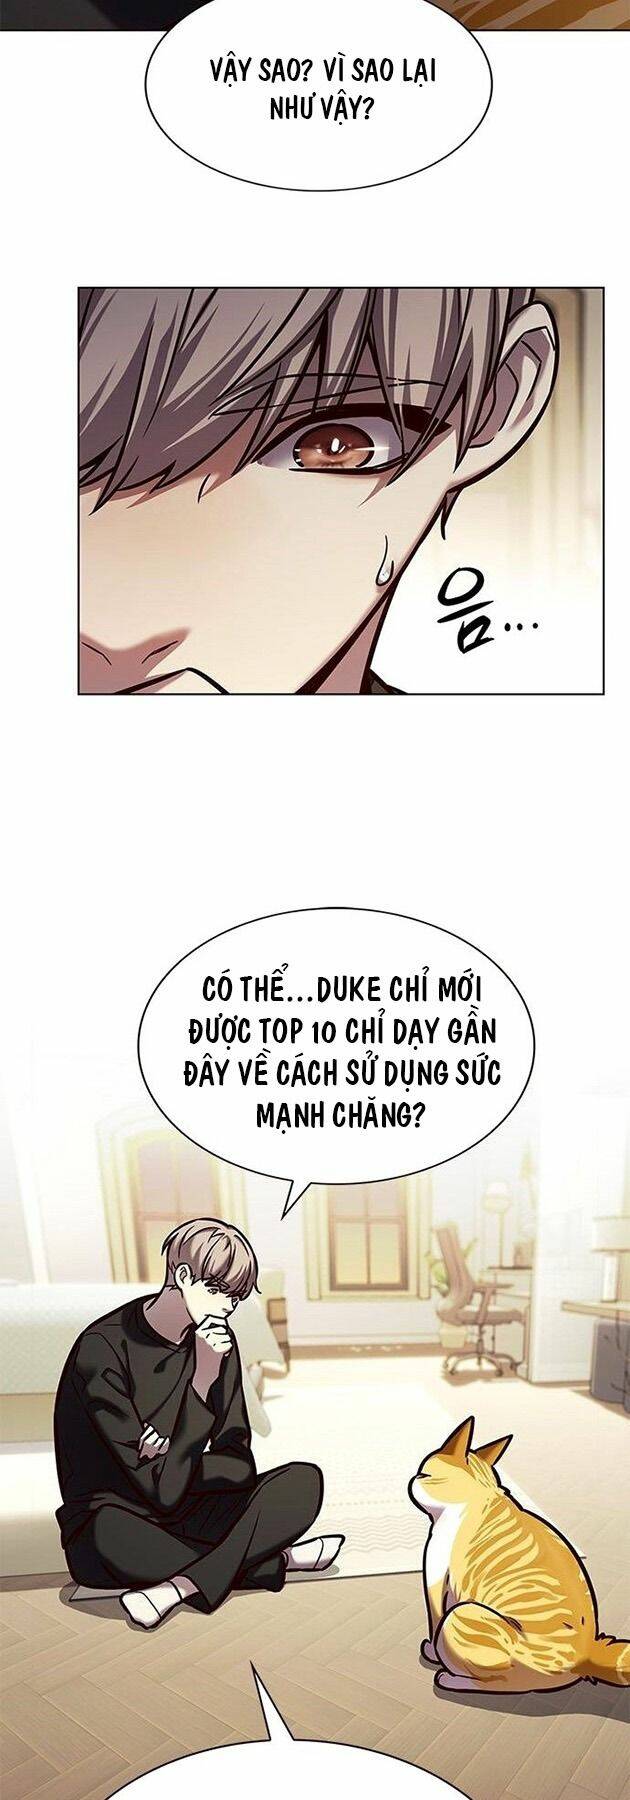 VẬY SAO? VÌ SAO LẠI
NHƯ VẬY?
음...
CÓ THỂ...DUKE CHỈ MỚI
ĐƯỢC TOP 10 CHỈ DẠY GẦN
ĐÂY VỀ CÁCH SỬ DỤNG SỨC
MẠNH CHĂNG?